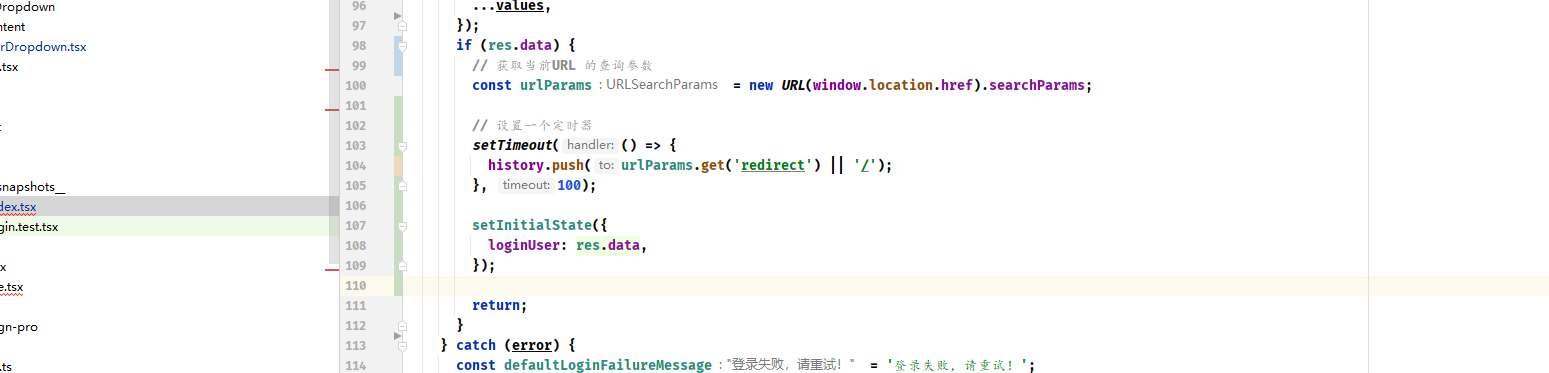 Dropdown
ntent
rDropdown.tsx
.tsx
t
snapshots__
dex.tsx
gin.test.tsx
x
e.tsx
gn-pro
.ts
96 ...values,
97 });
98 if (res.data) {
99 // 获取当前URL 的查询参数
100 const urlParams : URLSearchParams = new URL(window.location.href).searchParams;
101
102 // 设置一个定时器
103 setTimeout( handler: () => {
104 history.push( to: urlParams.get('redirect') || '/');
105 }, timeout: 100);
106
107 setInitialState({
108 loginUser: res.data,
109 });
110
111 return;
112 }
113 } catch (error) {
114 const defaultLoginFailureMessage : "登录失败，请重试！" = '登录失败，请重试！';